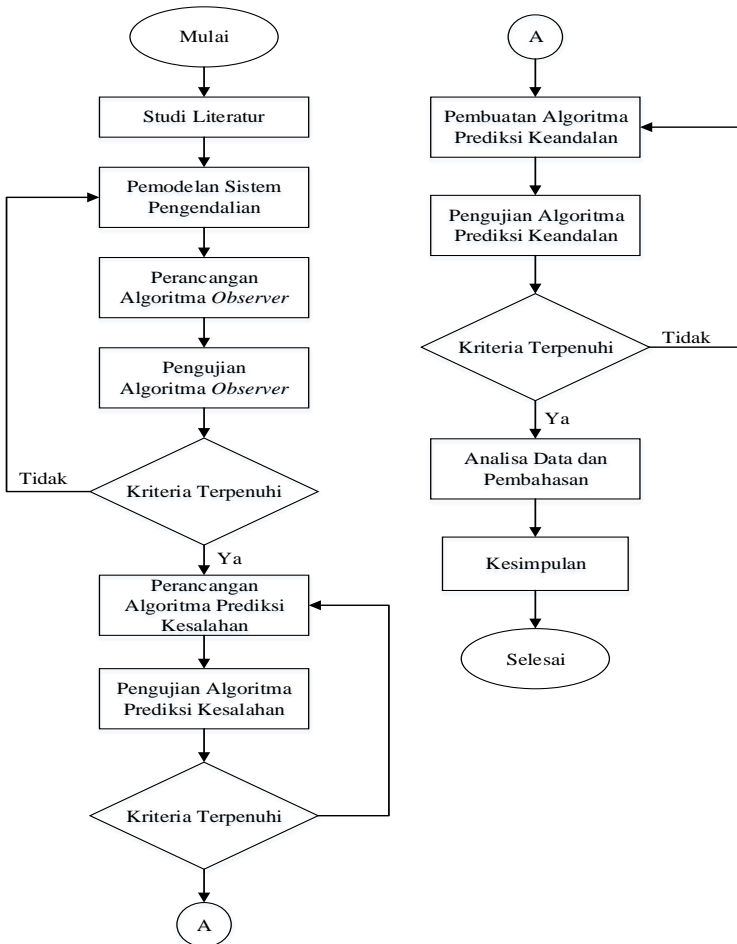 Mulai
Studi Literatur
Pemodelan Sistem
Pengendalian
Perancangan
Algoritma Observer
Pengujian
Algoritma Observer
Tidak
Kriteria Terpenuhi
Ya
Perancangan
Algoritma Prediksi
Kesalahan
Pengujian Algoritma
Prediksi Kesalahan
Kriteria Terpenuhi
A
A
Pembuatan Algoritma
Prediksi Keandalan
Pengujian Algoritma
Prediksi Keandalan
Kriteria Terpenuhi
Tidak
Ya
Analisa Data dan
Pembahasan
Kesimpulan
Selesai